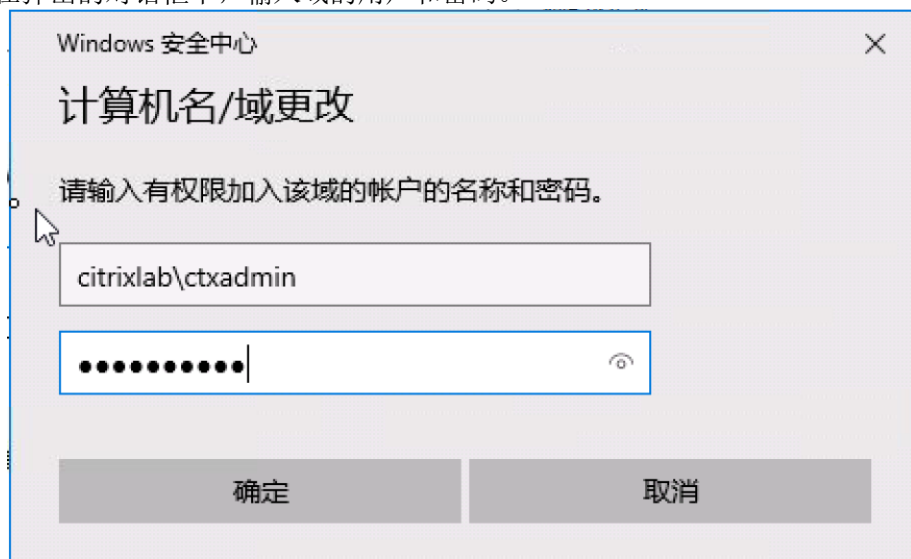 Windows 安全中心
计算机名/域更改
请输入有权限加入该域的帐户的名称和密码。
citrixlab\ctxadmin
••••••••••
确定
取消